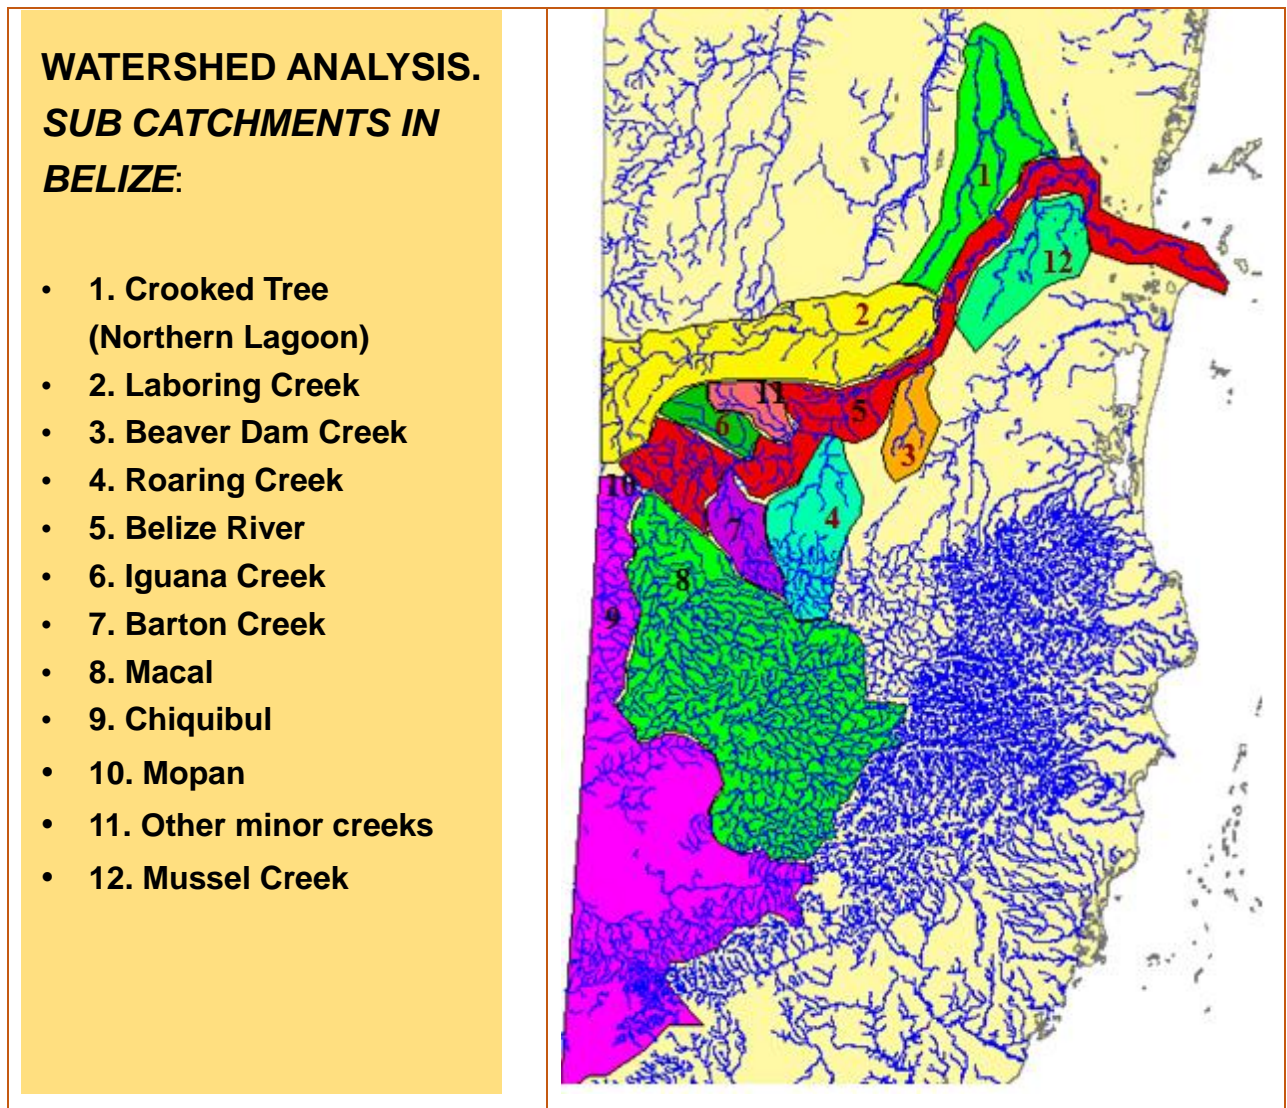 WATERSHED ANALYSIS.
SUB CATCHMENTS IN
BELIZE:
• 1. Crooked Tree
(Northern Lagoon)
• 2. Laboring Creek
• 3. Beaver Dam Creek
• 4. Roaring Creek
• 5. Belize River
• 6. Iguana Creek
• 7. Barton Creek
• 8. Macal
• 9. Chiquibul
• 10. Mopan
• 11. Other minor creeks
• 12. Mussel Creek
1
12
2
11
5
6
3
10
7
4
8
9